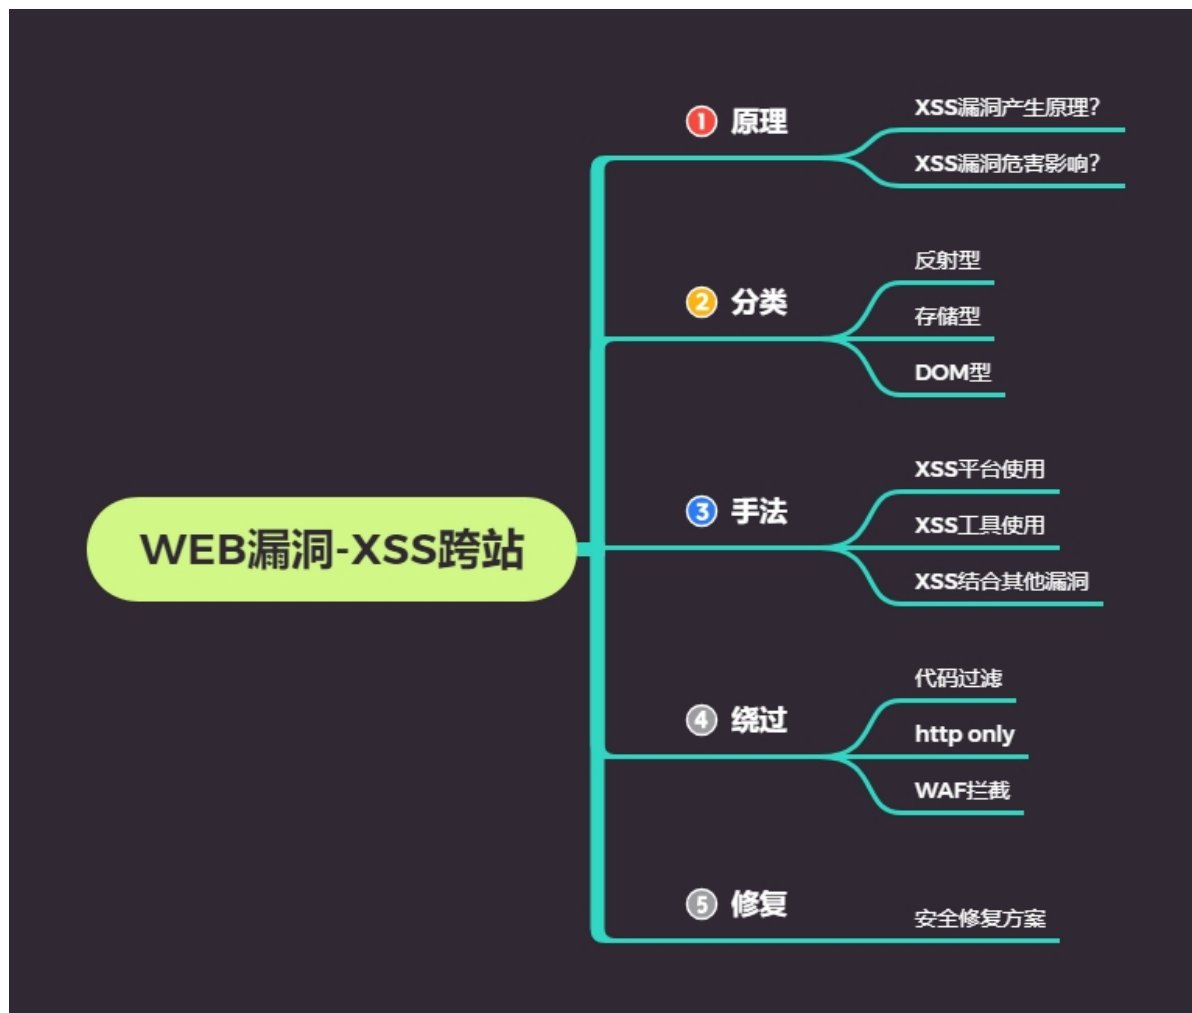 WEB漏洞-XSS跨站
1 原理
XSS漏洞产生原理?
XSS漏洞危害影响?
2 分类
反射型
存储型
DOM型
3 手法
XSS平台使用
XSS工具使用
XSS结合其他漏洞
4 绕过
代码过滤
http only
WAF拦截
5 修复
安全修复方案